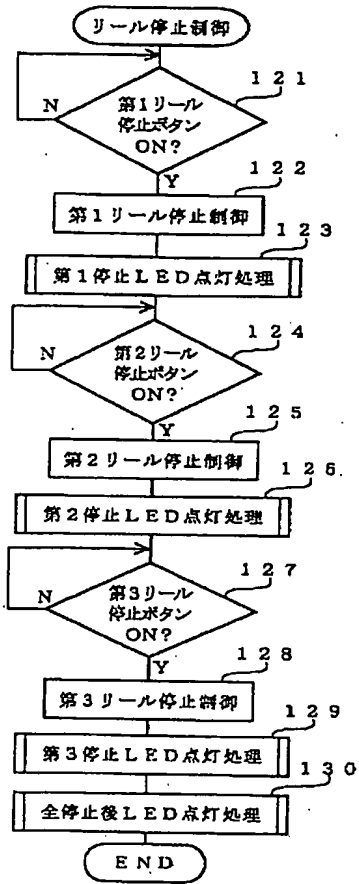 リール停止制御
121
N
第1リール
停止ボタン
ON?
Y
122
第1リール停止制御
123
第1停止LED点灯処理
124
N
第2リール
停止ボタン
ON?
Y
125
第2リール停止制御
126
第2停止LED点灯処理
127
N
第3リール
停止ボタン
ON?
Y
128
第3リール停止制御
129
第3停止LED点灯処理
130
全停止後LED点灯処理
END